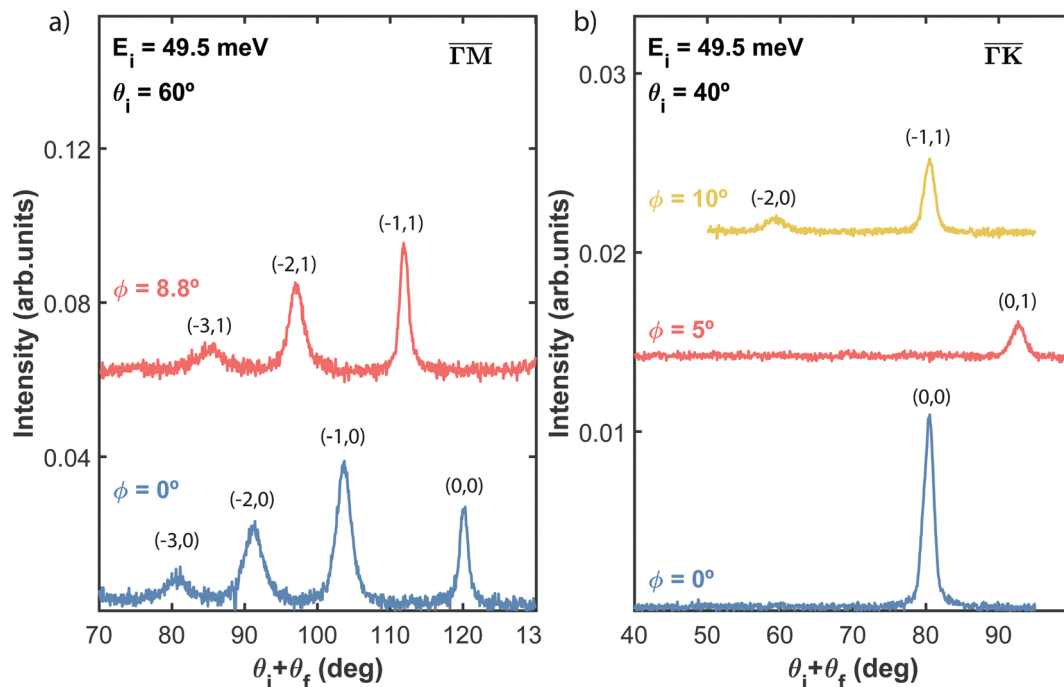 a)
E_i = 49.5 meV
θ_i = 60º
ΓM
Intensity (arb.units)
0.12
0.08
0.04
ϕ = 8.8º
(-3,1)
(-2,1)
(-1,1)
ϕ = 0º
(-3,0)
(-2,0)
(-1,0)
(0,0)
70 80 90 100 110 120 13
θ_i+θ_f (deg)
b)
E_i = 49.5 meV
θ_i = 40º
ΓK
Intensity (arb.units)
0.03
0.02
0.01
ϕ = 10º
(-2,0)
(-1,1)
ϕ = 5º
(0,1)
ϕ = 0º
(0,0)
40 50 60 70 80 90
θ_i+θ_f (deg)